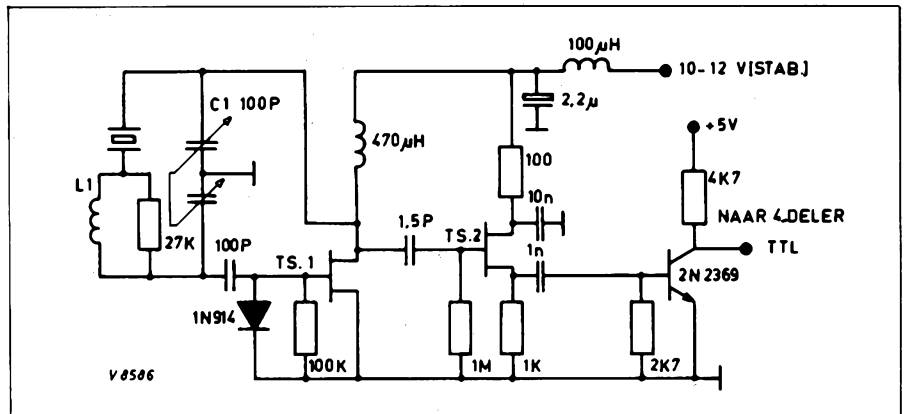 100µH
10-12 V[STAB.]
C1 100P
2,2µ
+5V
470µH
100
4K7
L1
10n
NAAR 4-DELER
27K
100P
1,5P
TS.2
1n
TTL
TS.1
2N2369
1N914
100K
1M
1K
2K7
V8586